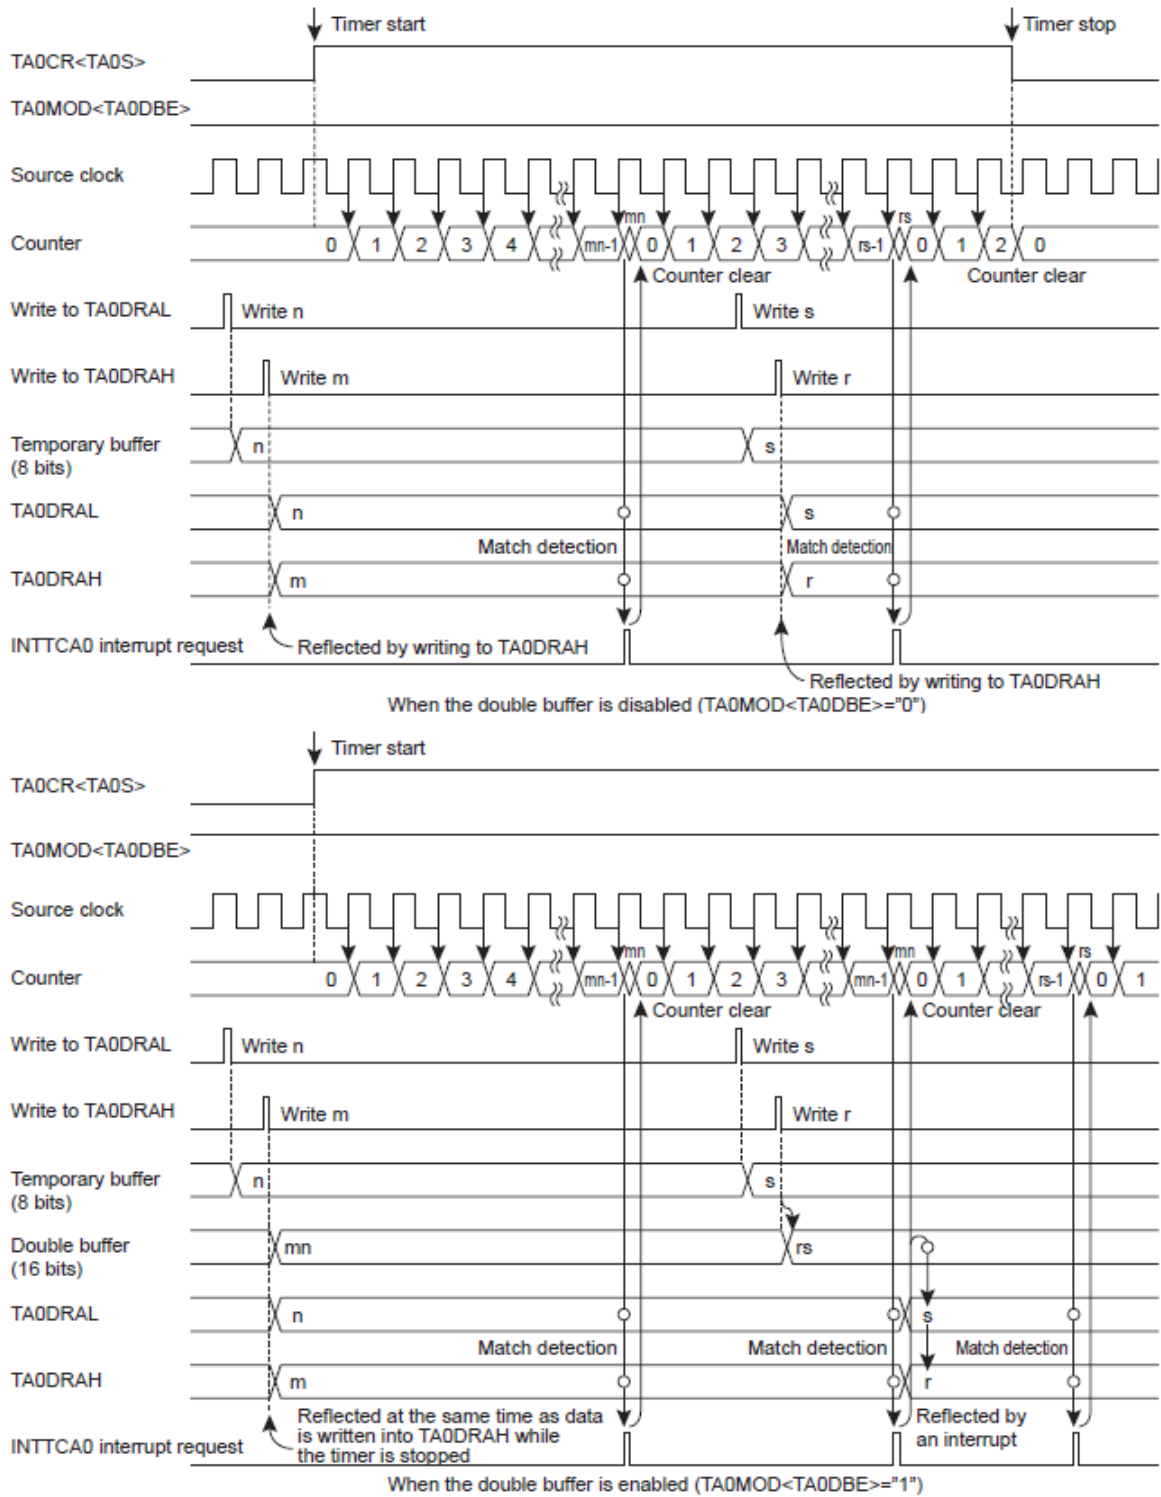 Timer start
Timer stop
TA0CR<TA0S>
TA0MOD<TA0DBE>
Source clock
mn
rs
Counter
0 1 2 3 4 mn-1 0 1 2 3 rs-1 0 1 2 0
Counter clear
Counter clear
Write to TA0DRAL
Write n
Write s
Write to TA0DRAH
Write m
Write r
Temporary buffer
(8 bits)
n
s
TA0DRAL
n
s
Match detection
Match detection
TA0DRAH
m
r
INTTCA0 interrupt request
Reflected by writing to TA0DRAH
Reflected by writing to TA0DRAH
When the double buffer is disabled (TA0MOD<TA0DBE>="0")
Timer start
TA0CR<TA0S>
TA0MOD<TA0DBE>
Source clock
mn
mn
rs
Counter
0 1 2 3 4 mn-1 0 1 2 3 mn-1 0 1 rs-1 0 1
Counter clear
Counter clear
Write to TA0DRAL
Write n
Write s
Write to TA0DRAH
Write m
Write r
Temporary buffer
(8 bits)
n
s
Double buffer
(16 bits)
mn
rs
TA0DRAL
n
s
Match detection
Match detection
Match detection
TA0DRAH
m
r
Reflected at the same time as data
is written into TA0DRAH while
the timer is stopped
Reflected by
an interrupt
INTTCA0 interrupt request
When the double buffer is enabled (TA0MOD<TA0DBE>="1")